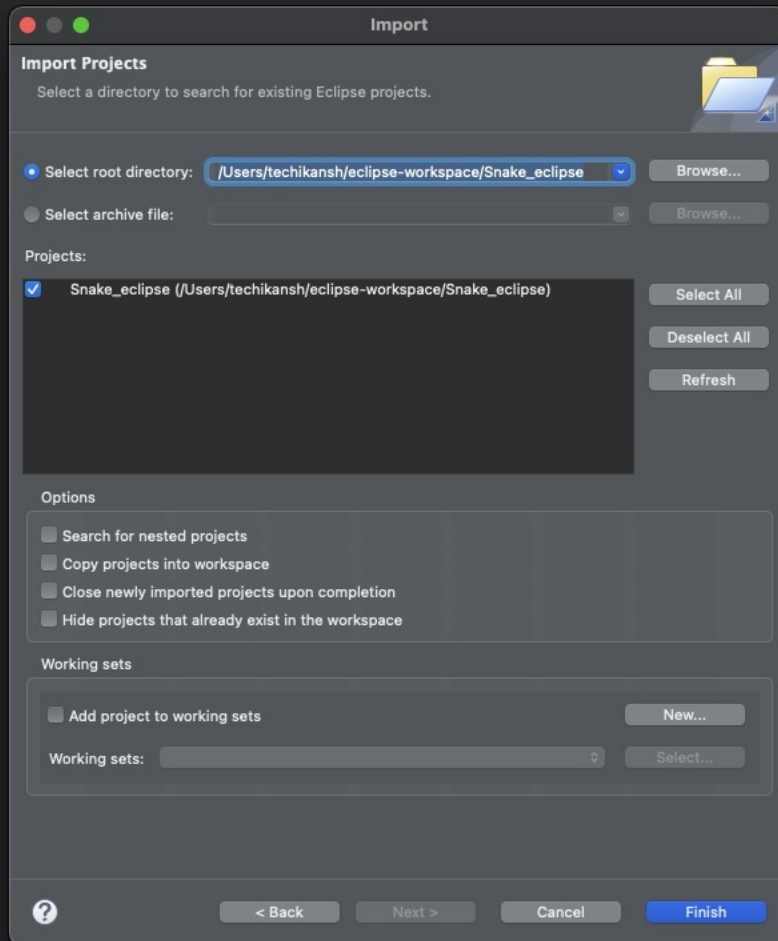 Import
Import Projects
Select a directory to search for existing Eclipse projects.
Select root directory: /Users/techikansh/eclipse-workspace/Snake_eclipse Browse...
Select archive file: Browse...
Projects:
Snake_eclipse (/Users/techikansh/eclipse-workspace/Snake_eclipse)
Select All
Deselect All
Refresh
Options
Search for nested projects
Copy projects into workspace
Close newly imported projects upon completion
Hide projects that already exist in the workspace
Working sets
Add project to working sets New...
Working sets: Select...
? < Back Next > Cancel Finish